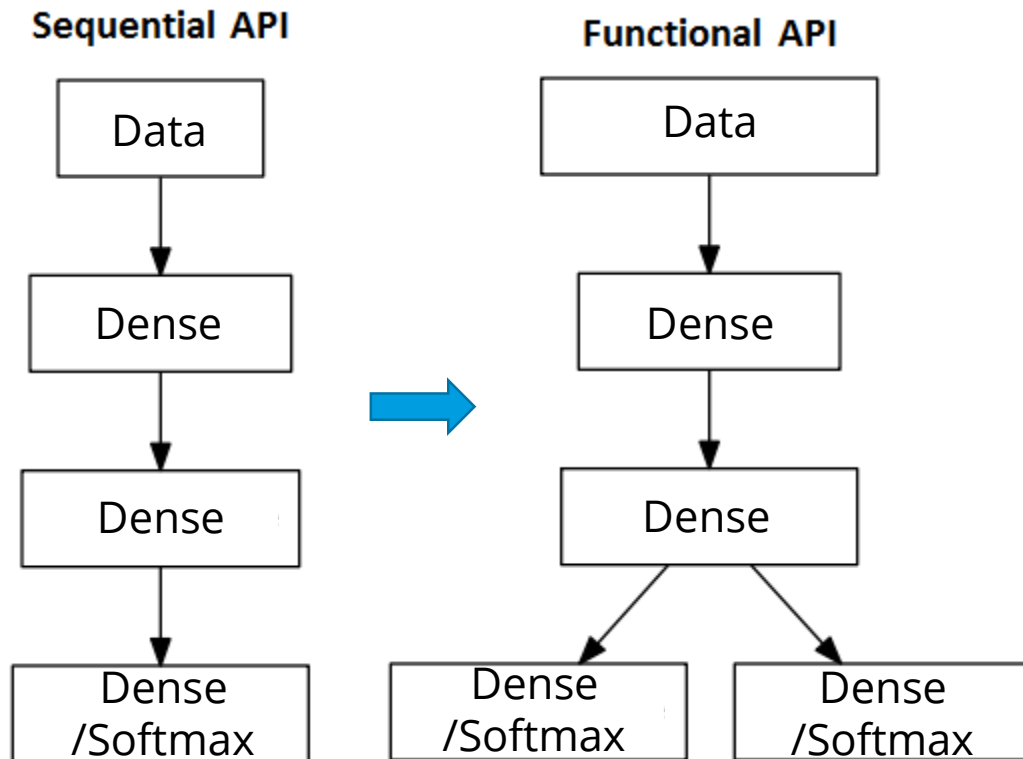 Sequential API
Data
Dense
Dense
Dense
/Softmax
Functional API
Data
Dense
Dense
Dense
/Softmax
Dense
/Softmax